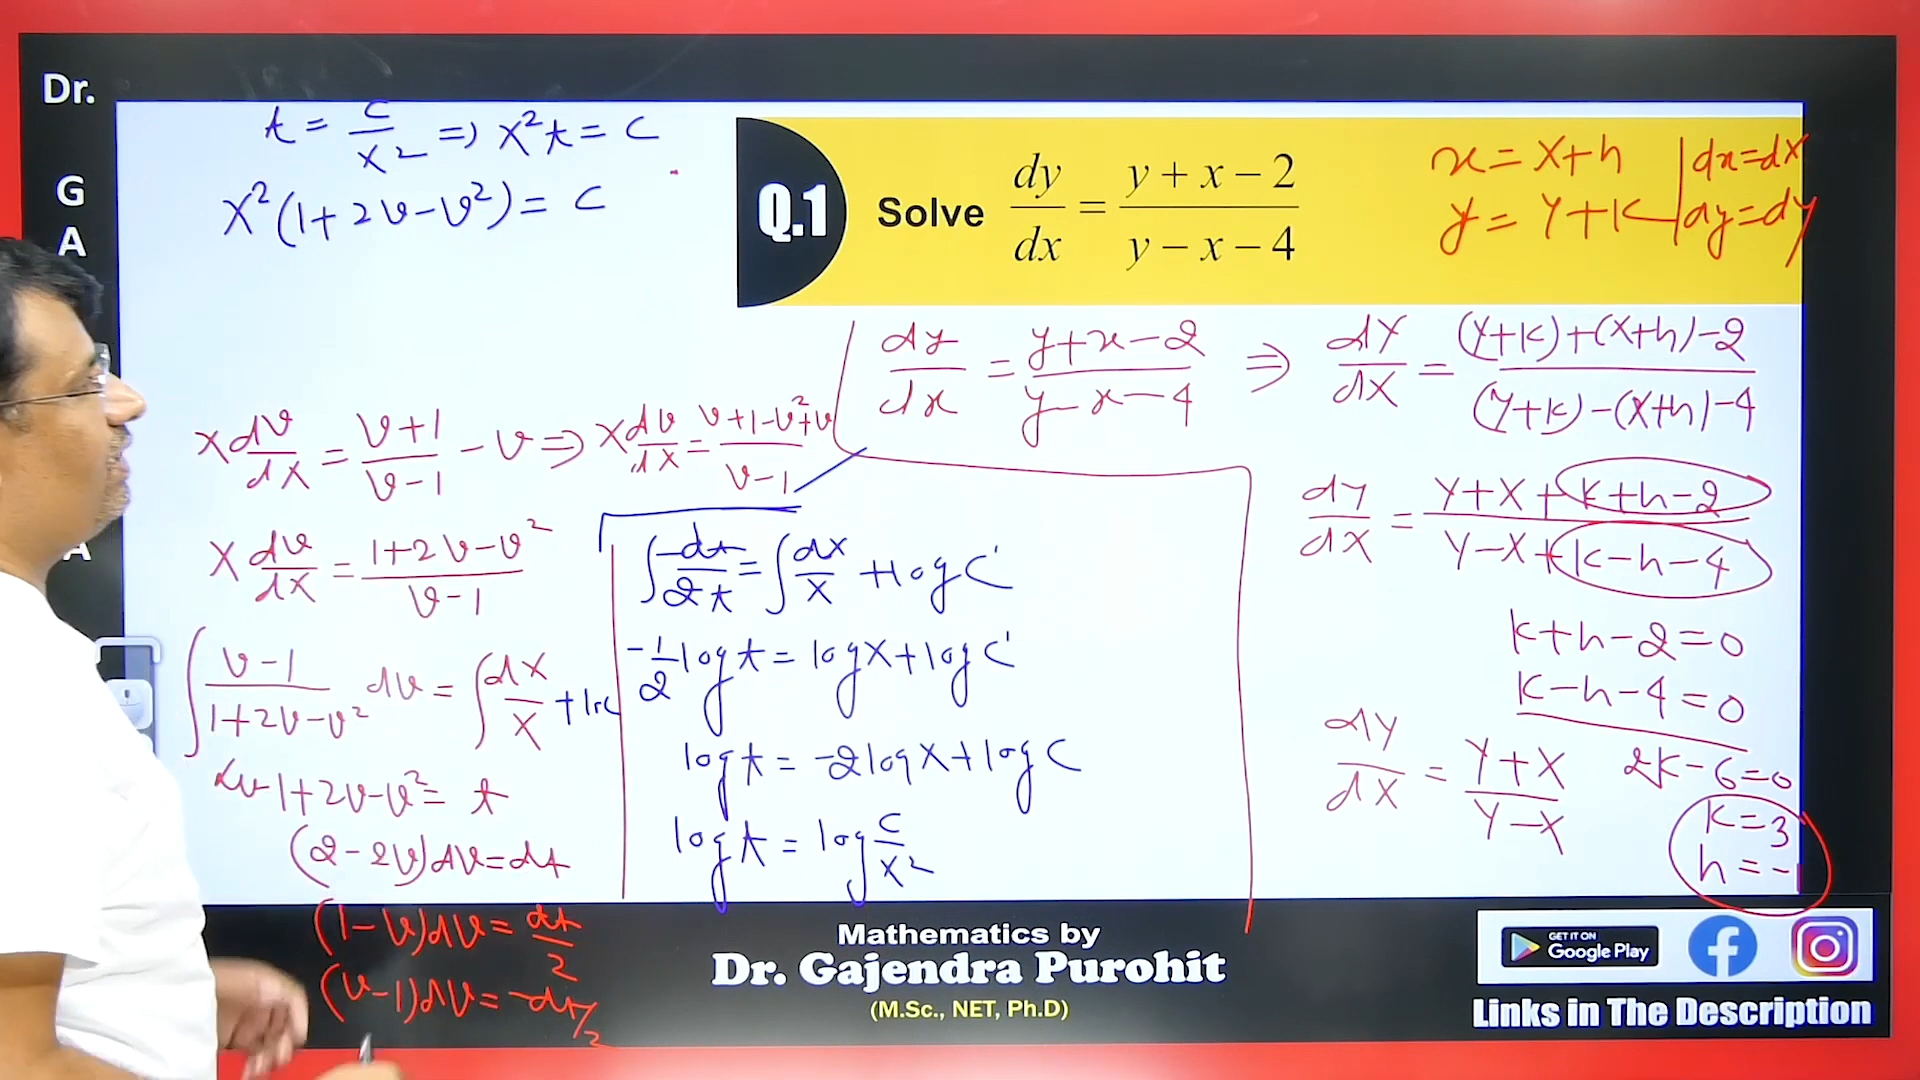 Dr.
G
A
A
t = c/x² ⇒ x²t = c
x²(1+2v-v²) = c
Q.1 Solve dy/dx = (y + x − 2)/(y − x − 4)
x = X+h | dx = dX
y = Y+k | dy = dY
dy/dx = (y+x-2)/(y-x-4) ⇒ dY/dX = ((Y+k)+(X+h)-2)/((Y+k)-(X+h)-4)
dy/dx = (Y+X+k+h-2)/(Y-X+k-h-4)
k+h-2=0
k-h-4=0
2k-6=0
k=3
h=-1
dY/dX = (Y+X)/(Y-X)
X dv/dX = (v+1)/(v-1) - v ⇒ X dv/dX = (v+1-v²+v)/(v-1)
X dv/dX = (1+2v-v²)/(v-1)
∫ (v-1)/(1+2v-v²) dv = ∫ dX/X +
1+2v-v² = t
(2-2v)dv = dt
(1-v)dv = dt/2
(v-1)dv = -dt/2
∫ -dt/2t = ∫ dX/X + log c'
-1/2 log t = log X + log c'
log t = -2 log X + log c
log t = log c/X²
Mathematics by
Dr. Gajendra Purohit
(M.Sc., NET, Ph.D)
GET IT ON
Google Play
Links in The Description